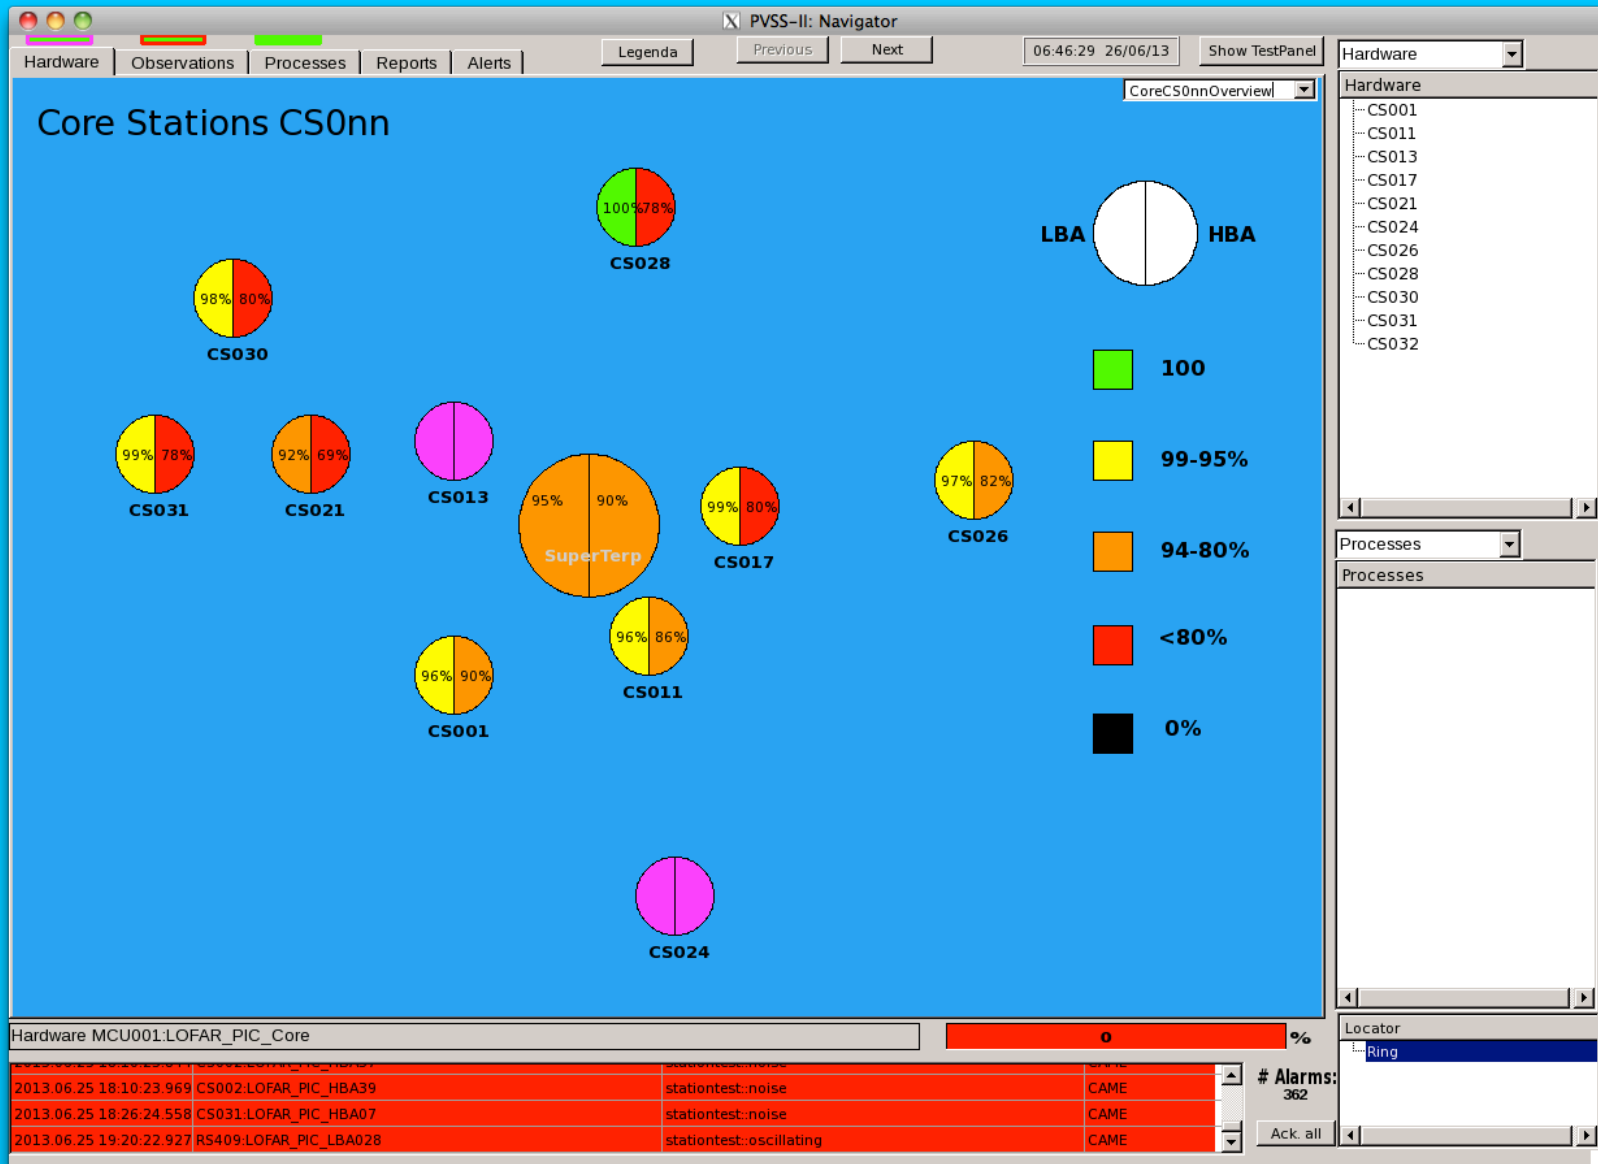 PVSS-II: Navigator
Hardware
Observations
Processes
Reports
Alerts
Legenda
Previous
Next
06:46:29 26/06/13
Show TestPanel
CoreCS0nnOverview
Core Stations CS0nn
100% 78%
CS028
98% 80%
CS030
99% 78%
CS031
92% 69%
CS021
CS013
95% 90%
SuperTerp
99% 80%
CS017
97% 82%
CS026
96% 86%
CS011
96% 90%
CS001
CS024
LBA
HBA
100
99-95%
94-80%
<80%
0%
Hardware
Hardware
CS001
CS011
CS013
CS017
CS021
CS024
CS026
CS028
CS030
CS031
CS032
Processes
Processes
Locator
Ring
Hardware MCU001:LOFAR_PIC_Core
0 %
2013.06.25 18:10:23.969 CS002:LOFAR_PIC_HBA39 stationtest::noise CAME
2013.06.25 18:26:24.558 CS031:LOFAR_PIC_HBA07 stationtest::noise CAME
2013.06.25 19:20:22.927 RS409:LOFAR_PIC_LBA028 stationtest::oscillating CAME
# Alarms:
362
Ack. all